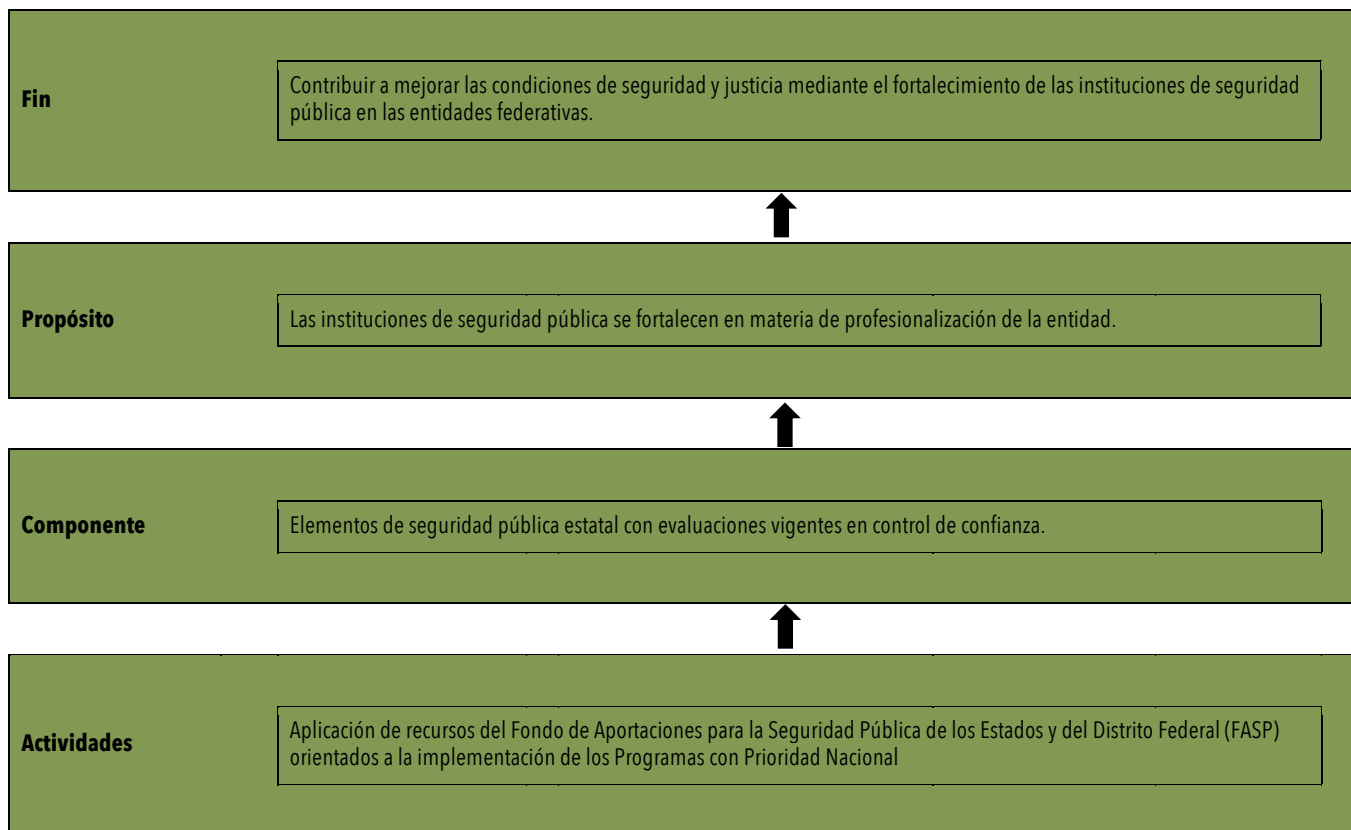 Fin
Contribuir a mejorar las condiciones de seguridad y justicia mediante el fortalecimiento de las instituciones de seguridad
pública en las entidades federativas.
Propósito
Las instituciones de seguridad pública se fortalecen en materia de profesionalización de la entidad.
Componente
Elementos de seguridad pública estatal con evaluaciones vigentes en control de confianza.
Actividades
Aplicación de recursos del Fondo de Aportaciones para la Seguridad Pública de los Estados y del Distrito Federal (FASP)
orientados a la implementación de los Programas con Prioridad Nacional